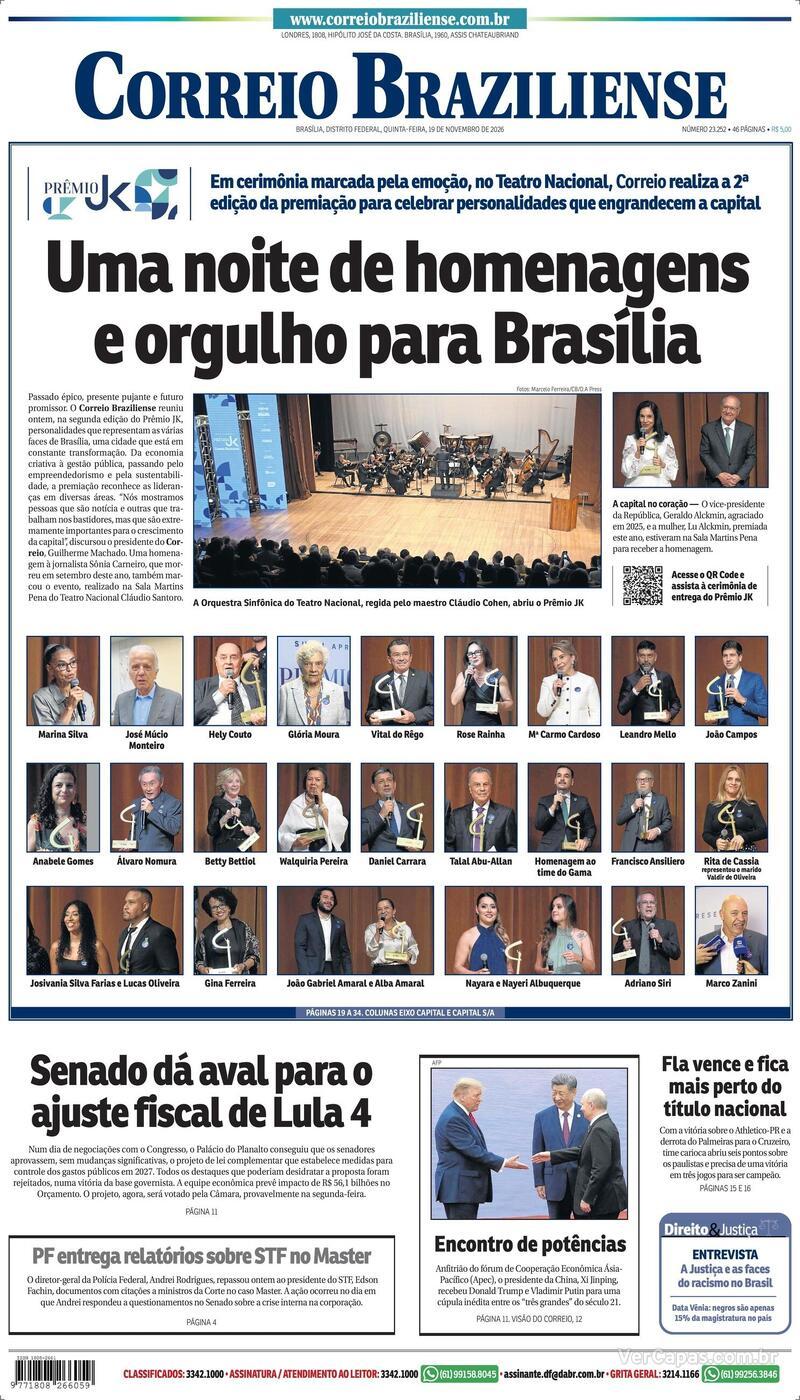 www.correiobraziliense.com.br
LONDRES, 1808, HIPÓLITO JOSÉ DA COSTA. BRASÍLIA, 1960, ASSIS CHATEAUBRIAND
CORREIO BRAZILIENSE
BRASÍLIA, DISTRITO FEDERAL, QUINTA-FEIRA, 19 DE NOVEMBRO DE 2026
NÚMERO 23.252 • 46 PÁGINAS • R$ 5,00
PRÊMIO JK
Em cerimônia marcada pela emoção, no Teatro Nacional, Correio realiza a 2ª
edição da premiação para celebrar personalidades que engrandecem a capital
Uma noite de homenagens
e orgulho para Brasília
Fotos: Marcelo Ferreira/CB/D.A Press
Passado épico, presente pujante e futuro
promissor. O Correio Braziliense reuniu
ontem, na segunda edição do Prêmio JK,
personalidades que representam as várias
faces de Brasília, uma cidade que está em
constante transformação. Da economia
criativa à gestão pública, passando pelo
empreendedorismo e pela sustentabili-
dade, a premiação reconhece as lideran-
ças em diversas áreas. “Nós mostramos
pessoas que são notícia e outras que tra-
balham nos bastidores, mas que são extre-
mamente importantes para o crescimento
da capital”, discursou o presidente do Cor-
reio, Guilherme Machado. Uma homena-
gem à jornalista Sônia Carneiro, que mor-
reu em setembro deste ano, também mar-
cou o evento, realizado na Sala Martins
Pena do Teatro Nacional Cláudio Santoro.
A Orquestra Sinfônica do Teatro Nacional, regida pelo maestro Cláudio Cohen, abriu o Prêmio JK
A capital no coração — O vice-presidente
da República, Geraldo Alckmin, agraciado
em 2025, e a mulher, Lu Alckmin, premiada
este ano, estiveram na Sala Martins Pena
para receber a homenagem.
Acesse o QR Code e
assista à cerimônia de
entrega do Prêmio JK
Marina Silva
José Múcio
Monteiro
Hely Couto
Glória Moura
Vital do Rêgo
Rose Rainha
Mª Carmo Cardoso
Leandro Mello
João Campos
Anabele Gomes
Álvaro Nomura
Betty Bettiol
Walquiria Pereira
Daniel Carrara
Talal Abu-Allan
Homenagem ao
time do Gama
Francisco Ansiliero
Rita de Cassia
representou o marido
Valdir de Oliveira
Josivania Silva Farias e Lucas Oliveira
Gina Ferreira
João Gabriel Amaral e Alba Amaral
Nayara e Nayeri Albuquerque
Adriano Siri
Marco Zanini
PÁGINAS 19 A 34. COLUNAS EIXO CAPITAL E CAPITAL S/A
Senado dá aval para o
ajuste fiscal de Lula 4
Num dia de negociações com o Congresso, o Palácio do Planalto conseguiu que os senadores
aprovassem, sem mudanças significativas, o projeto de lei complementar que estabelece medidas para
controle dos gastos públicos em 2027. Todos os destaques que poderiam desidratar a proposta foram
rejeitados, numa vitória da base governista. A equipe econômica prevê impacto de R$ 56,1 bilhões no
Orçamento. O projeto, agora, será votado pela Câmara, provavelmente na segunda-feira.
PÁGINA 11
PF entrega relatórios sobre STF no Master
O diretor-geral da Polícia Federal, Andrei Rodrigues, repassou ontem ao presidente do STF, Edson
Fachin, documentos com citações a ministros da Corte no caso Master. A ação ocorreu no dia em
que Andrei respondeu a questionamentos no Senado sobre a crise interna na corporação.
PÁGINA 4
AFP
Encontro de potências
Anfitrião do fórum de Cooperação Econômica Ásia-
Pacífico (Apec), o presidente da China, Xi Jinping,
recebeu Donald Trump e Vladimir Putin para uma
cúpula inédita entre os “três grandes” do século 21.
PÁGINA 11. VISÃO DO CORREIO, 12
Fla vence e fica
mais perto do
título nacional
Com a vitória sobre o Athletico-PR e a
derrota do Palmeiras para o Cruzeiro,
time carioca abriu seis pontos sobre
os paulistas e precisa de uma vitória
em três jogos para ser campeão.
PÁGINAS 15 E 16
Direito&Justiça
ENTREVISTA
A Justiça e as faces
do racismo no Brasil
Data Vênia: negros são apenas
15% da magistratura no país
VerCapas.com.br
ISSN 1808-2661
9 771808 266059
CLASSIFICADOS: 3342.1000 • ASSINATURA / ATENDIMENTO AO LEITOR: 3342.1000 (61) 99158.8045 • assinante.df@dabr.com.br • GRITA GERAL: 3214.1166 (61) 99256.3846